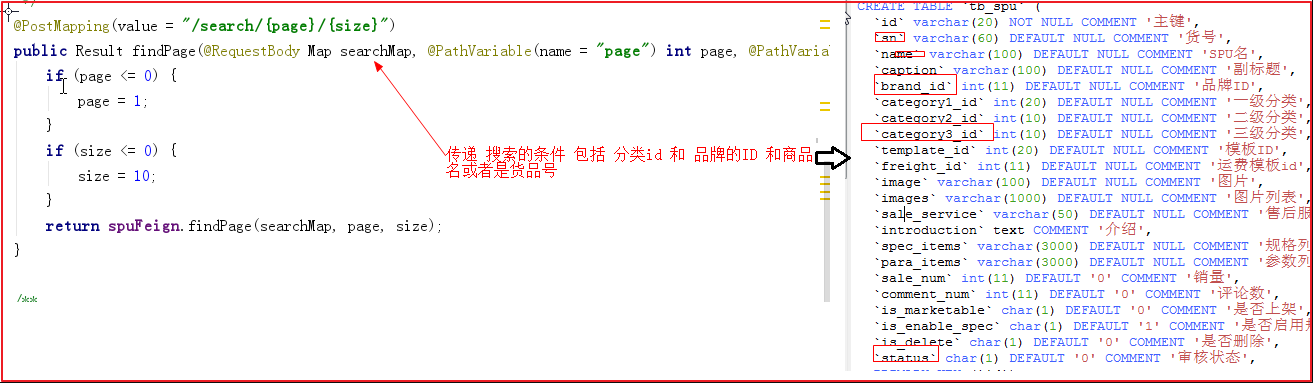 */
@PostMapping(value = "/search/{page}/{size}")
public Result findPage(@RequestBody Map searchMap, @PathVariable(name = "page") int page, @PathVaria
if (page <= 0) {
page = 1;
}
if (size <= 0) {
size = 10;
}
return spuFeign.findPage(searchMap, page, size);
}
/**
传递 搜索的条件 包括 分类id 和 品牌的ID 和商品
名或者是货品号
CREATE TABLE `tb_spu` (
`id` varchar(20) NOT NULL COMMENT '主键',
`sn` varchar(60) DEFAULT NULL COMMENT '货号',
`name` varchar(100) DEFAULT NULL COMMENT 'SPU名',
`caption` varchar(100) DEFAULT NULL COMMENT '副标题',
`brand_id` int(11) DEFAULT NULL COMMENT '品牌ID',
`category1_id` int(20) DEFAULT NULL COMMENT '一级分类',
`category2_id` int(10) DEFAULT NULL COMMENT '二级分类',
`category3_id` int(10) DEFAULT NULL COMMENT '三级分类',
`template_id` int(20) DEFAULT NULL COMMENT '模板ID',
`freight_id` int(11) DEFAULT NULL COMMENT '运费模板id',
`image` varchar(100) DEFAULT NULL COMMENT '图片',
`images` varchar(1000) DEFAULT NULL COMMENT '图片列表',
`sale_service` varchar(50) DEFAULT NULL COMMENT '售后服
`introduction` text COMMENT '介绍',
`spec_items` varchar(3000) DEFAULT NULL COMMENT '规格列
`para_items` varchar(3000) DEFAULT NULL COMMENT '参数列
`sale_num` int(11) DEFAULT '0' COMMENT '销量',
`comment_num` int(11) DEFAULT '0' COMMENT '评论数',
`is_marketable` char(1) DEFAULT '0' COMMENT '是否上架',
`is_enable_spec` char(1) DEFAULT '1' COMMENT '是否启用规
`is_delete` char(1) DEFAULT '0' COMMENT '是否删除',
`status` char(1) DEFAULT '0' COMMENT '审核状态',